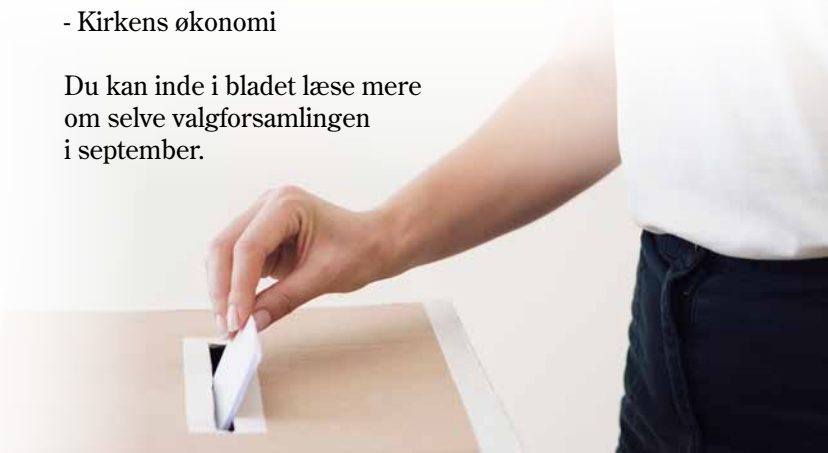 - Kirkens økonomi
Du kan inde i bladet læse mere
om selve valgforsamlingen
i september.